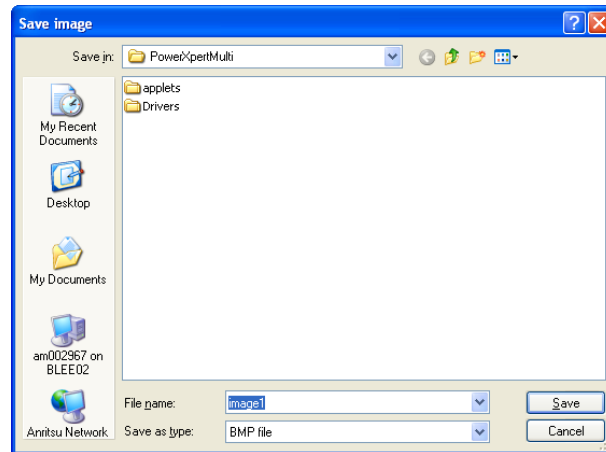 Save image
Save in:
PowerXpertMulti
applets
Drivers
My Recent
Documents
Desktop
My Documents
am002967 on
BLEE02
Anritsu Network
File name:
image1
Save
Save as type:
BMP file
Cancel